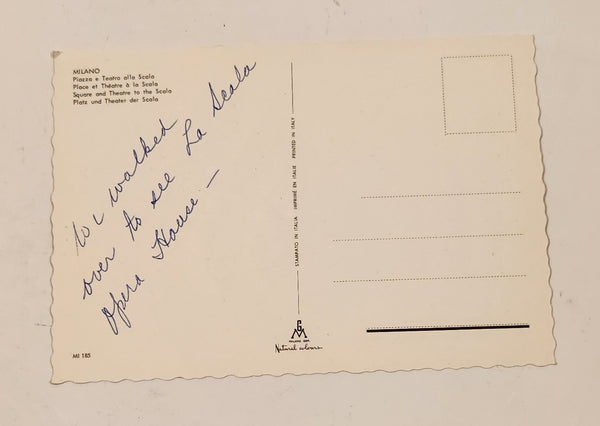 MILANO
Piazza e Teatro alla Scala
Place et Théatre à la Scala
Square and Theatre to the Scala
Platz und Theater der Scala
We walked
over to see La Scala
Opera House —
STAMPATO IN ITALIA IMPRIMÉ EN ITALIE PRINTED IN ITALY
MI 185
Natural colours